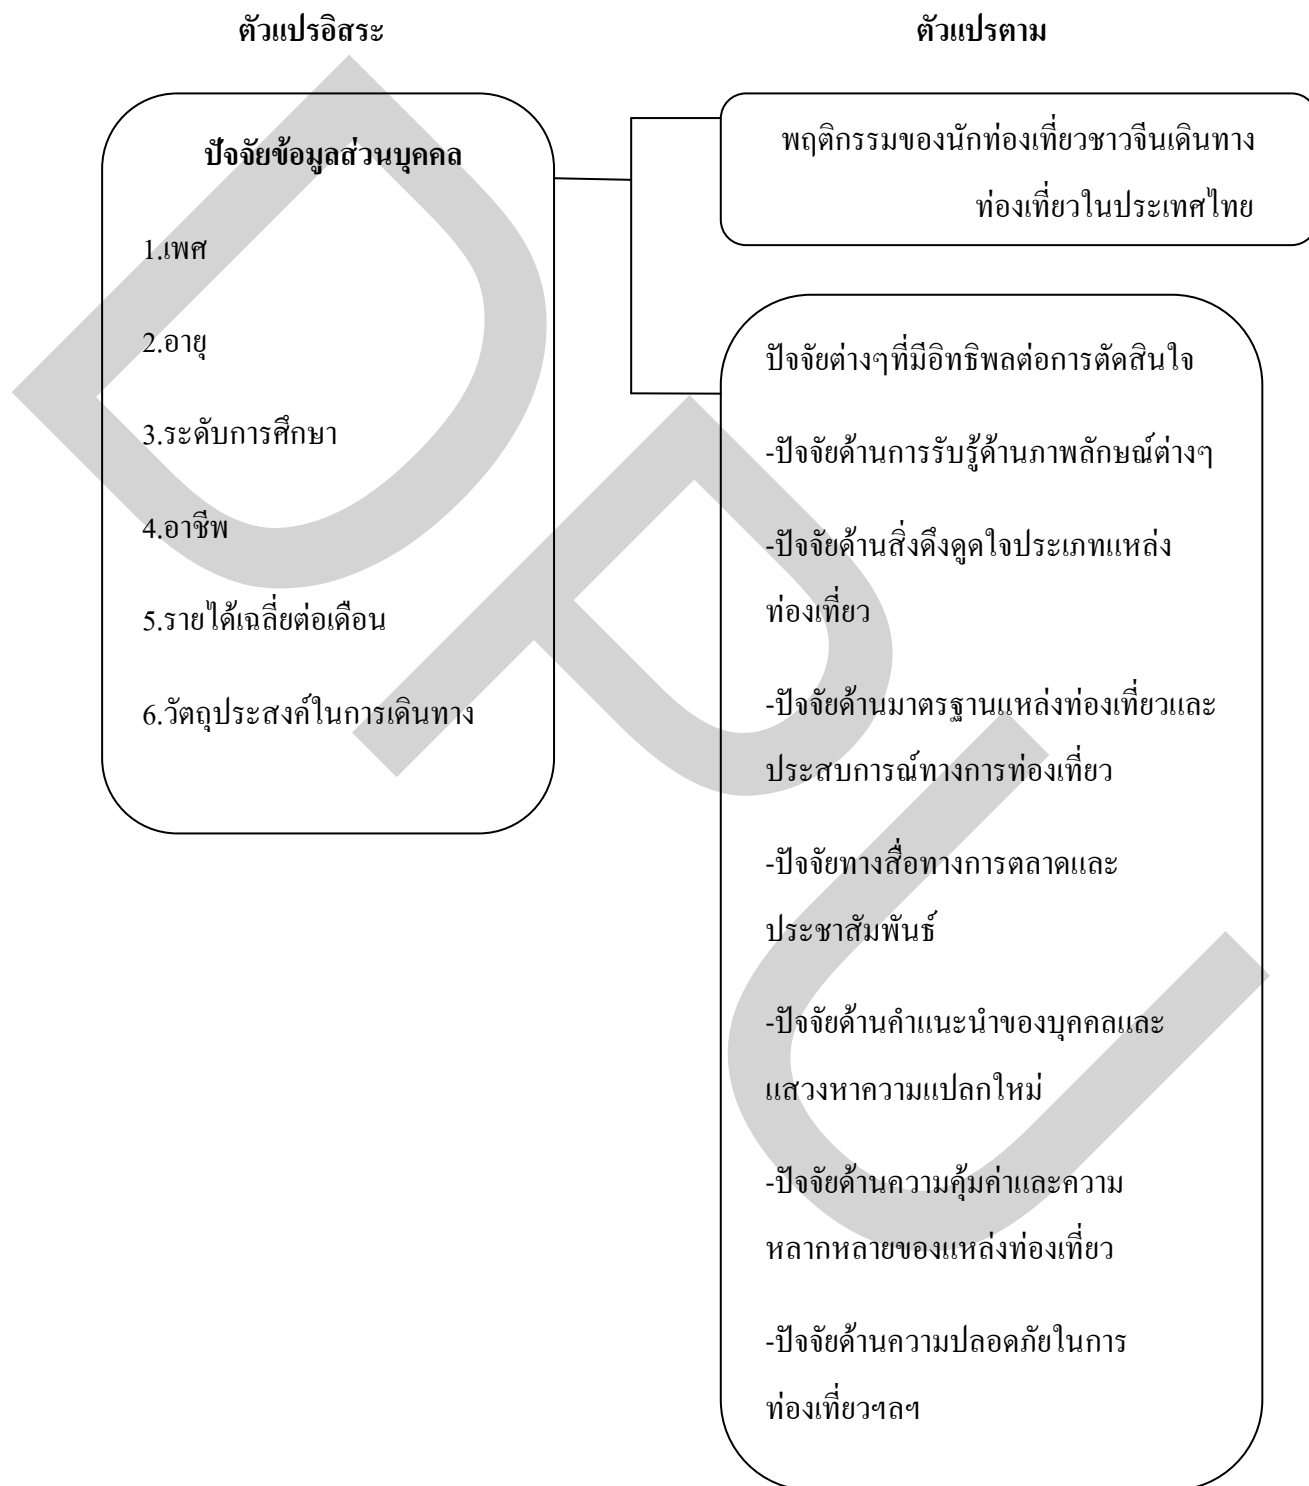 ตัวแปรอิสระ
ตัวแปรตาม
ปัจจัยข้อมูลส่วนบุคคล
1.เพศ
2.อายุ
3.ระดับการศึกษา
4.อาชีพ
5.รายได้เฉลี่ยต่อเดือน
6.วัตถุประสงค์ในการเดินทาง
พฤติกรรมของนักท่องเที่ยวชาวจีนเดินทาง
ท่องเที่ยวในประเทศไทย
ปัจจัยต่างๆที่มีอิทธิพลต่อการตัดสินใจ
-ปัจจัยด้านการรับรู้ด้านภาพลักษณ์ต่างๆ
-ปัจจัยด้านสิ่งดึงดูดใจประเภทแหล่ง
ท่องเที่ยว
-ปัจจัยด้านมาตรฐานแหล่งท่องเที่ยวและ
ประสบการณ์ทางการท่องเที่ยว
-ปัจจัยทางสื่อทางการตลาดและ
ประชาสัมพันธ์
-ปัจจัยด้านคำแนะนำของบุคคลและ
แสวงหาความแปลกใหม่
-ปัจจัยด้านความคุ้มค่าและความ
หลากหลายของแหล่งท่องเที่ยว
-ปัจจัยด้านความปลอดภัยในการ
ท่องเที่ยวฯลฯ
DPU